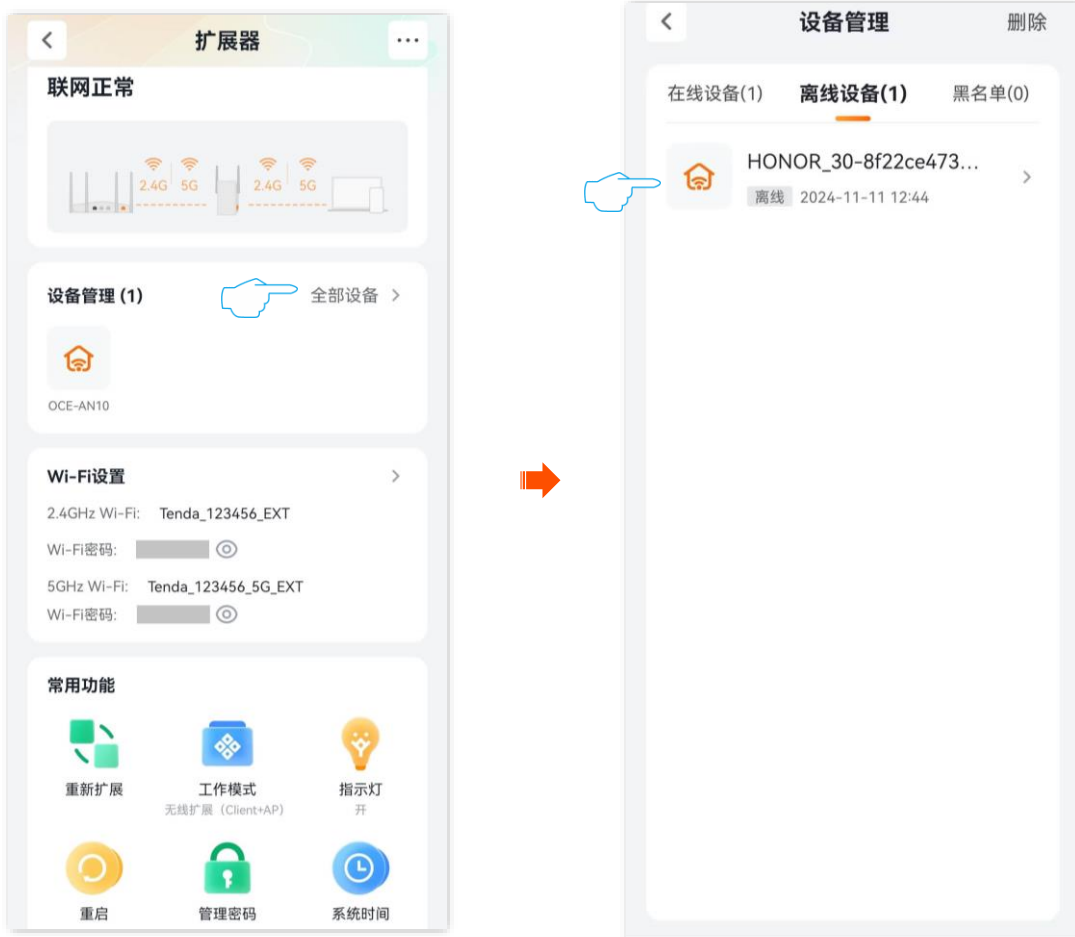 扩展器
联网正常
2.4G 5G 2.4G 5G
设备管理 (1) 全部设备
OCE-AN10
Wi-Fi设置
2.4GHz Wi-Fi: Tenda_123456_EXT
Wi-Fi密码:
5GHz Wi-Fi: Tenda_123456_5G_EXT
Wi-Fi密码:
常用功能
重新扩展 工作模式 指示灯
无线扩展（Client+AP） 开
重启 管理密码 系统时间
设备管理 删除
在线设备(1) 离线设备(1) 黑名单(0)
HONOR_30-8f22ce473...
离线 2024-11-11 12:44